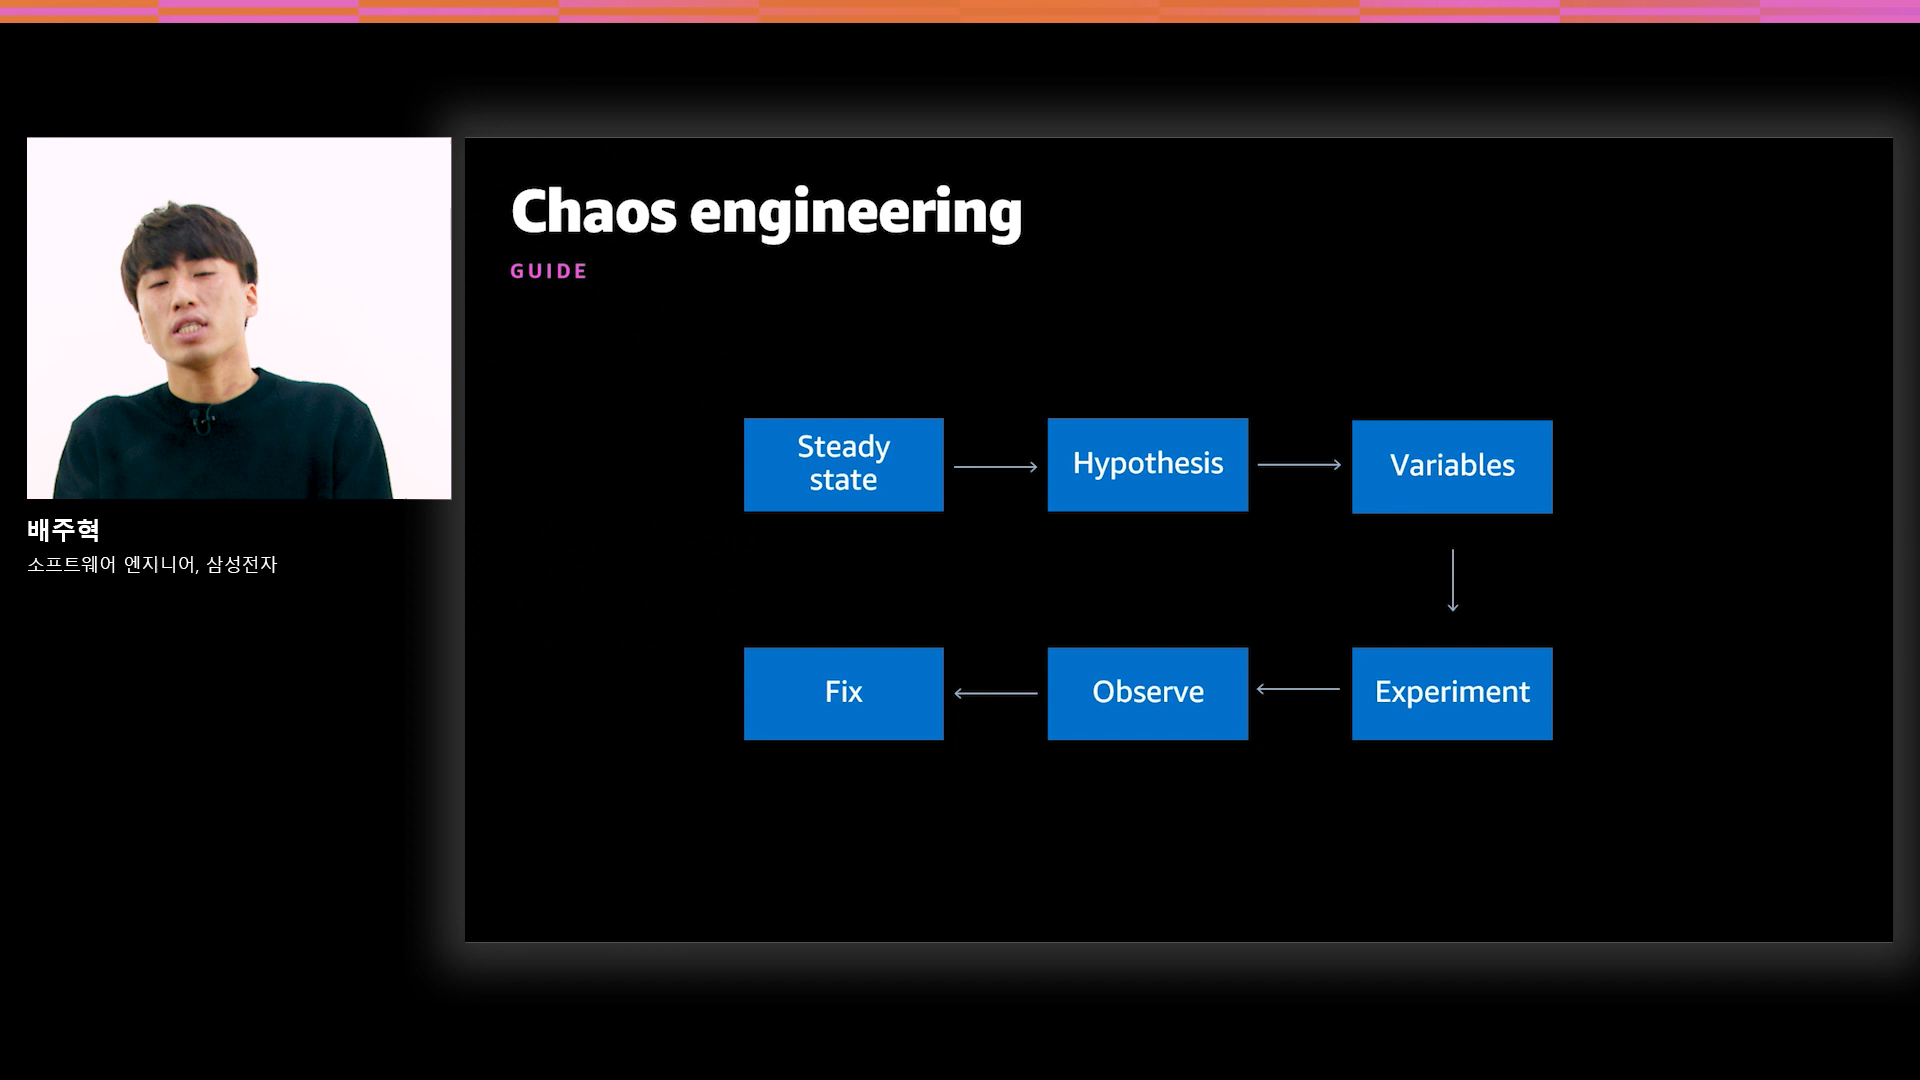 Chaos engineering
GUIDE
Steady
state
Hypothesis
Variables
Fix
Observe
Experiment
배주혁
소프트웨어 엔지니어, 삼성전자